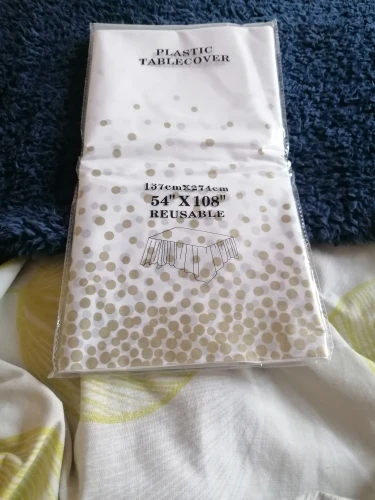 PLASTIC
TABLECOVER
137cmX274cm
54" X 108"
REUSABLE